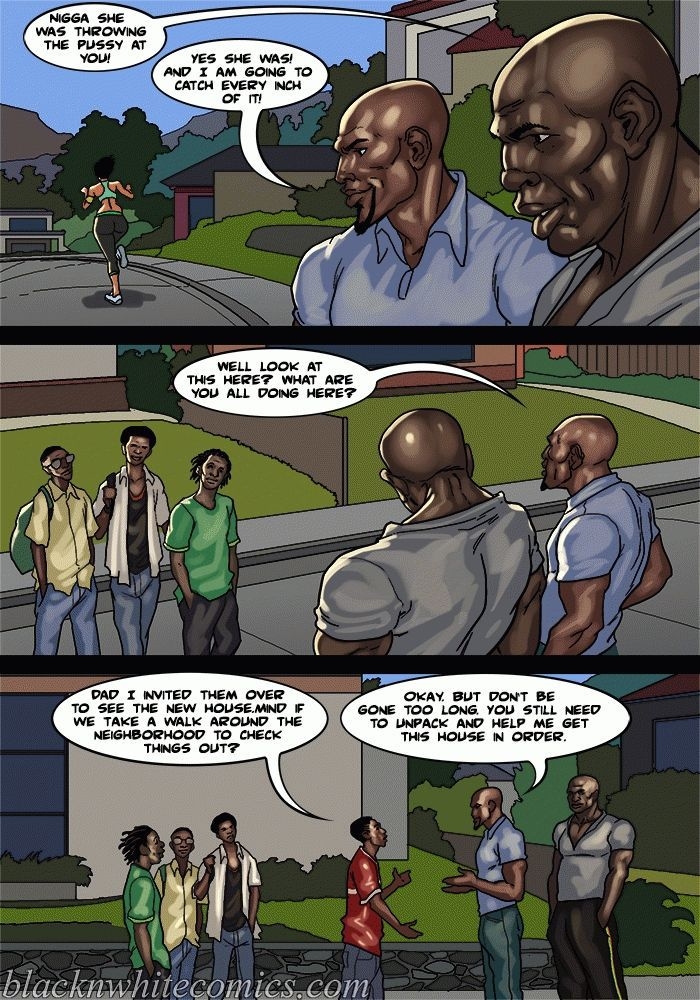 NIGGA SHE
WAS THROWING
THE PUSSY AT
YOU!
YES SHE WAS!
AND I AM GOING TO
CATCH EVERY INCH
OF IT!
WELL LOOK AT
THIS HERE? WHAT ARE
YOU ALL DOING HERE?
DAD I INVITED THEM OVER
TO SEE THE NEW HOUSE.MIND IF
WE TAKE A WALK AROUND THE
NEIGHBORHOOD TO CHECK
THINGS OUT?
OKAY. BUT DON'T BE
GONE TOO LONG. YOU STILL NEED
TO UNPACK AND HELP ME GET
THIS HOUSE IN ORDER.
blacknwhitecomics.com